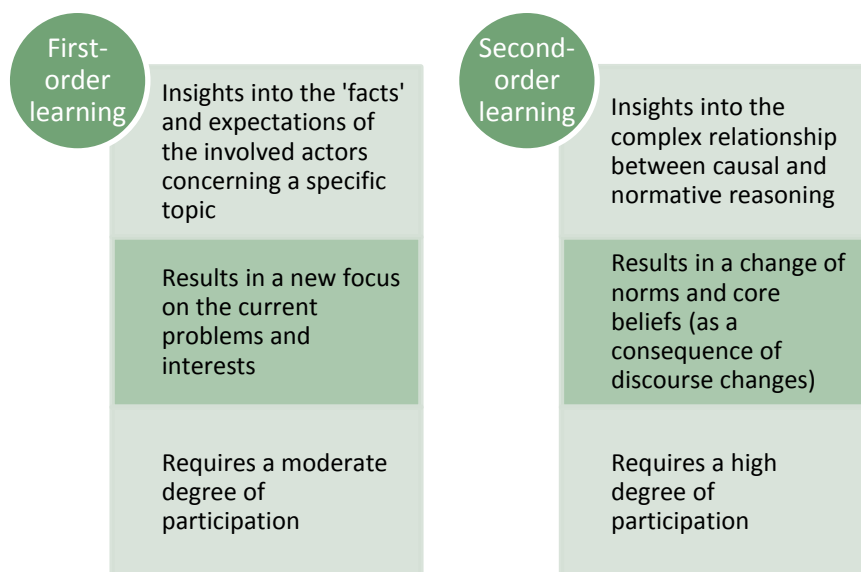 First-
order
learning
Insights into the 'facts'
and expectations of
the involved actors
concerning a specific
topic
Results in a new focus
on the current
problems and
interests
Requires a moderate
degree of
participation
Second-
order
learning
Insights into the
complex relationship
between causal and
normative reasoning
Results in a change of
norms and core
beliefs (as a
consequence of
discourse changes)
Requires a high
degree of
participation